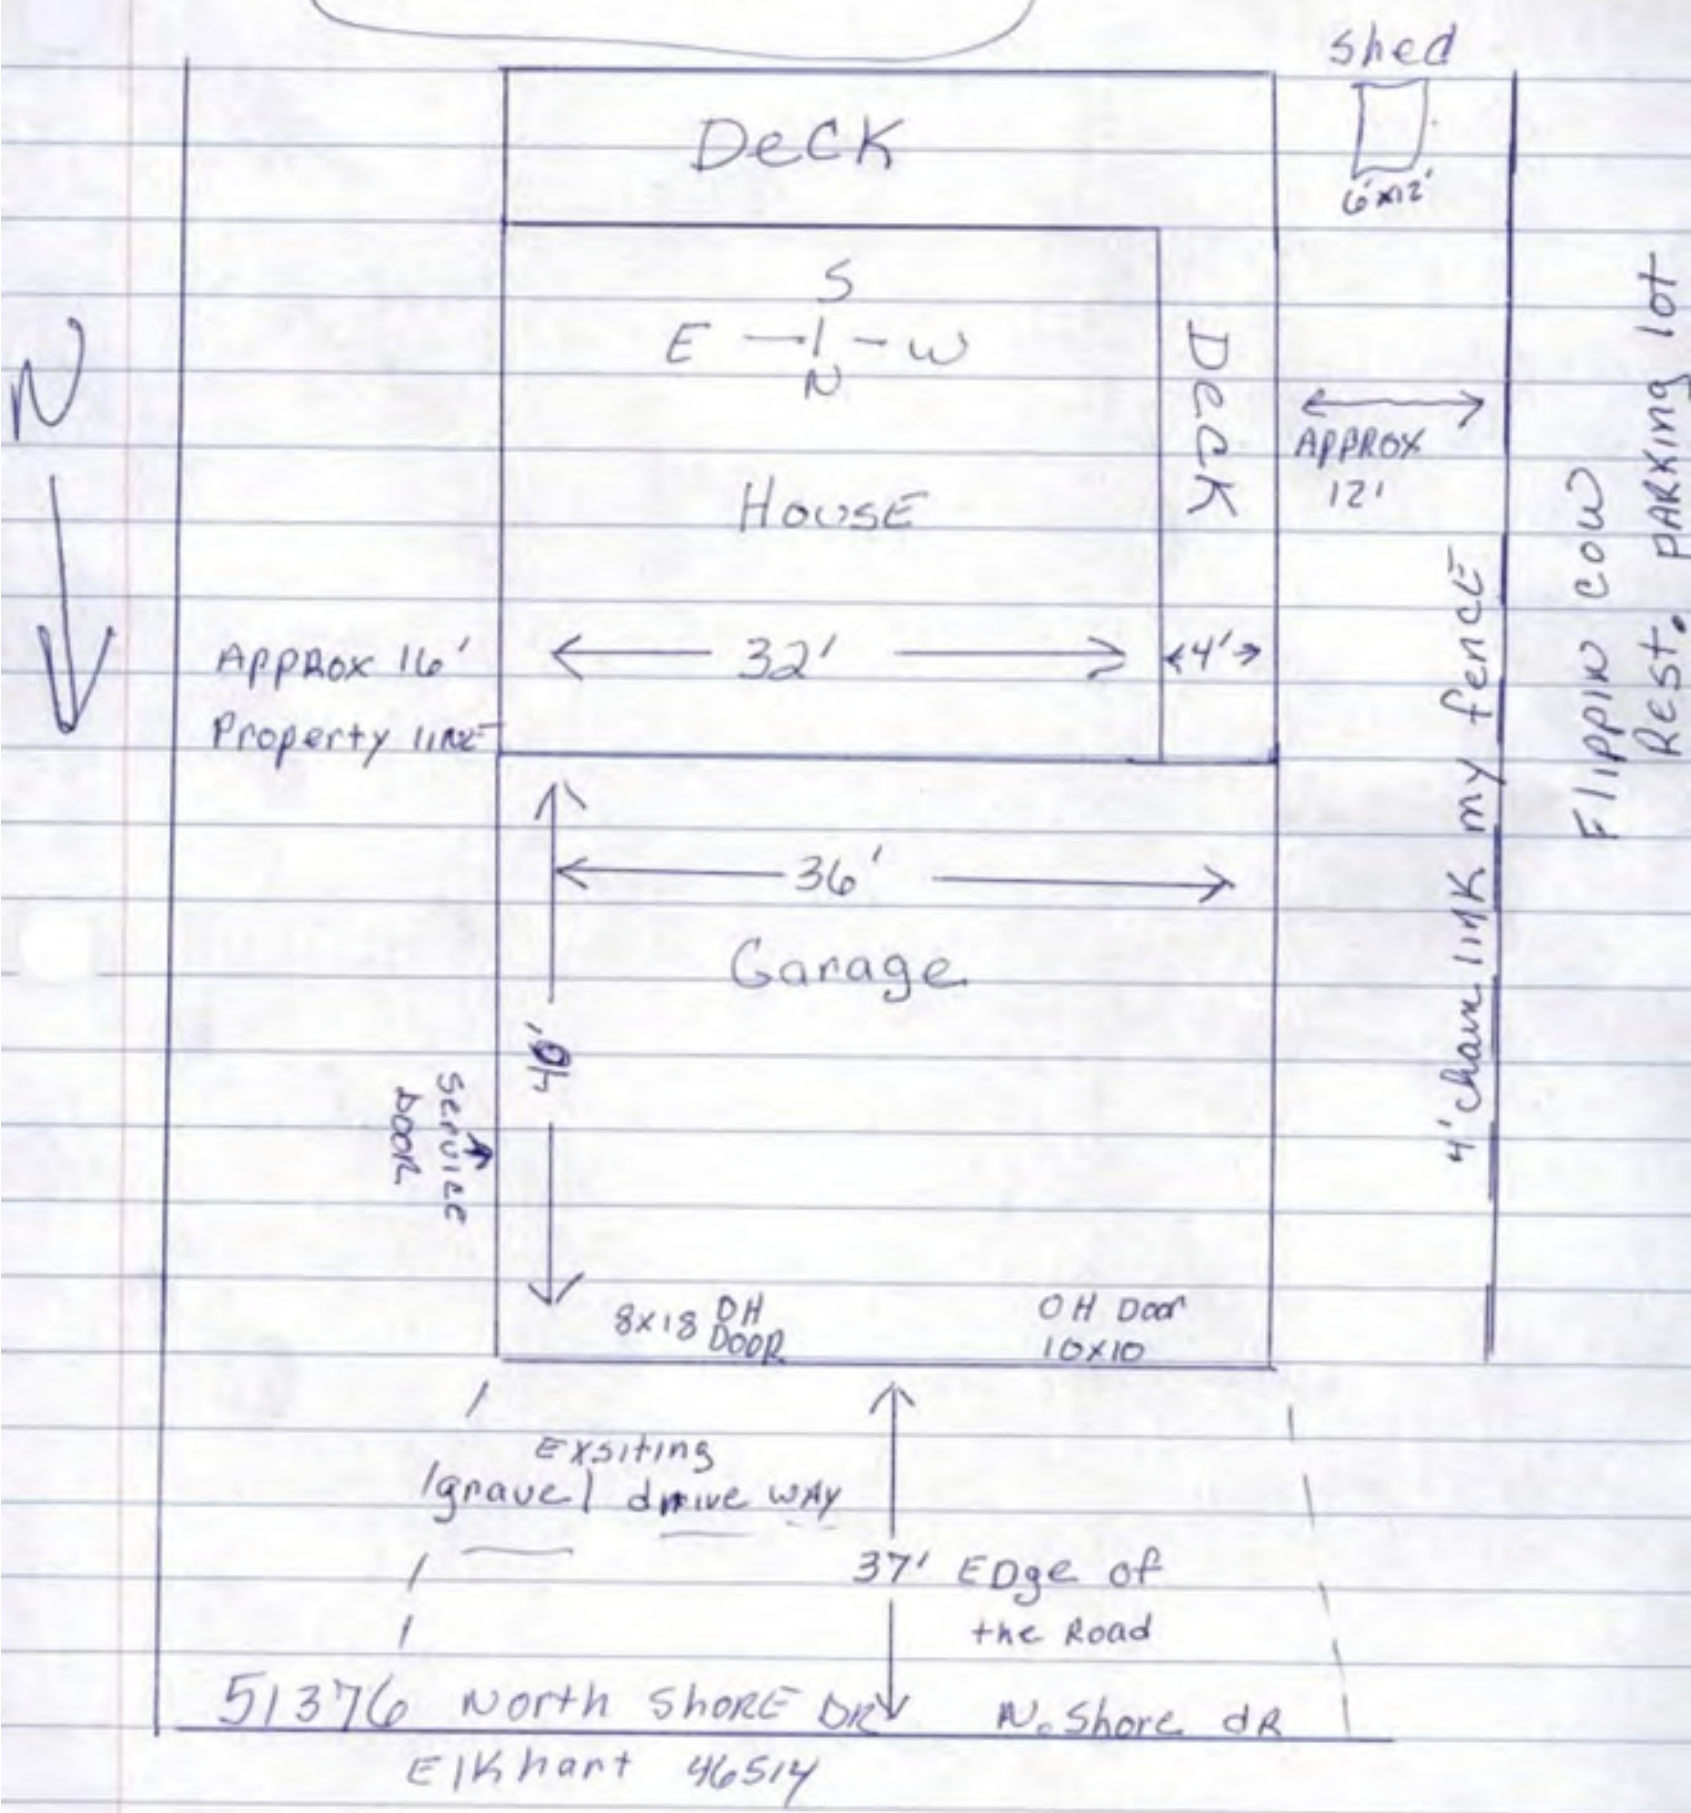 Shed
Deck
6'x12'
S
E - W
N
N
Deck
APPROX
12'
House
Approx 16'
32'
4'
Property line
Flippin cow
Rest. parking lot
4' chain link my fence
36'
Garage
40'
Service
Door
8x18 OH
DOOR
OH Door
10x10
Exsiting
gravel drive way
37' Edge of
the Road
51376 North Shore DR
N. Shore dR
Elkhart 46514